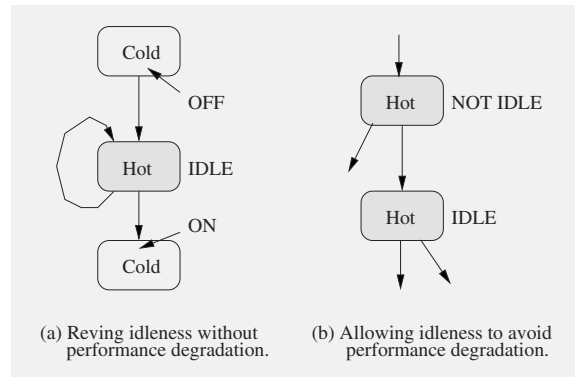 Cold
OFF
Hot
IDLE
ON
Cold
(a) Reving idleness without
performance degradation.
Hot
NOT IDLE
Hot
IDLE
(b) Allowing idleness to avoid
performance degradation.